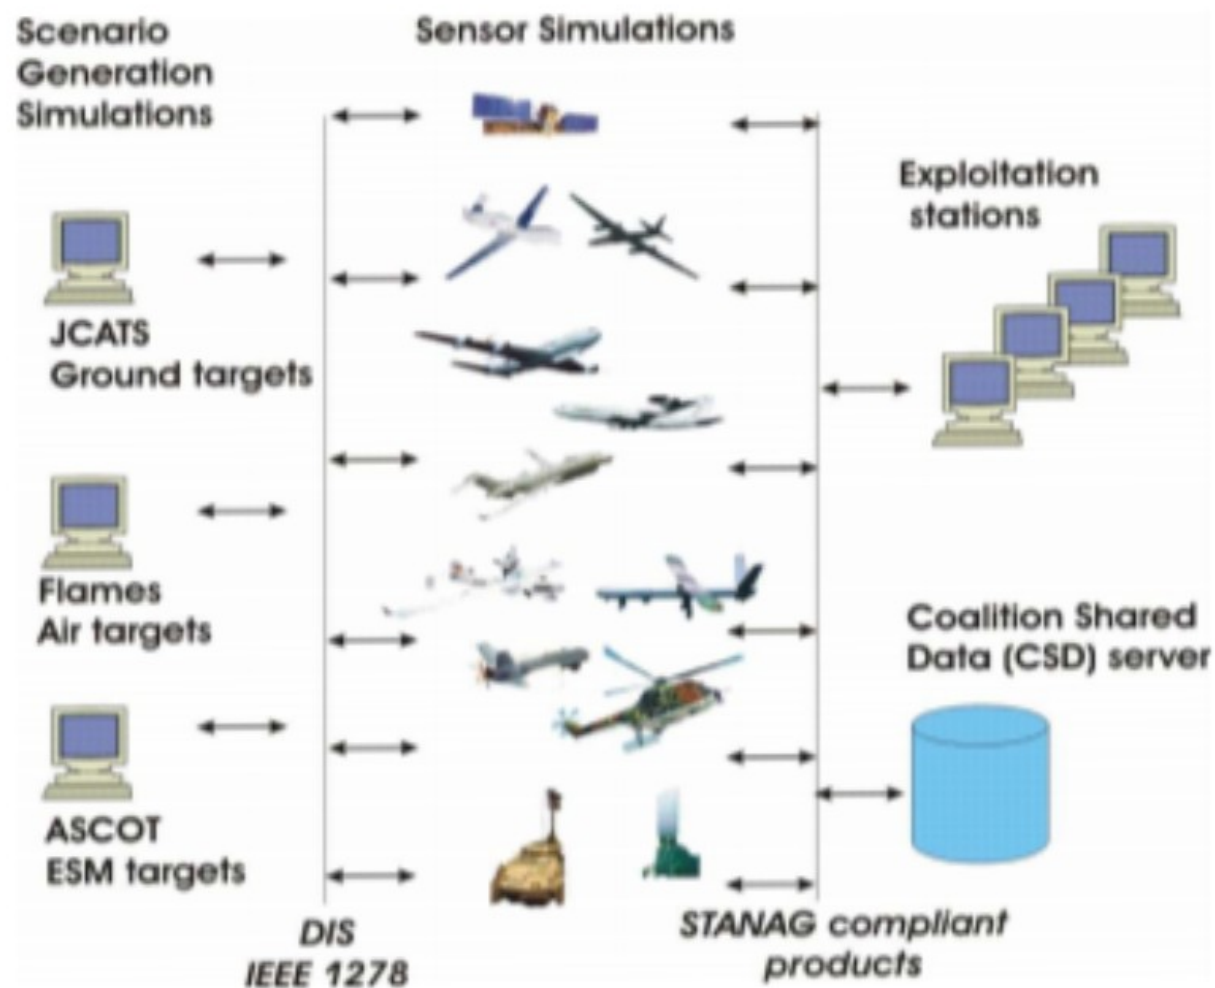 Scenario
Generation
Simulations
Sensor Simulations
Exploitation
stations
JCATS
Ground targets
Flames
Air targets
Coalition Shared
Data (CSD) server
ASCOT
ESM targets
DIS
IEEE 1278
STANAG compliant
products